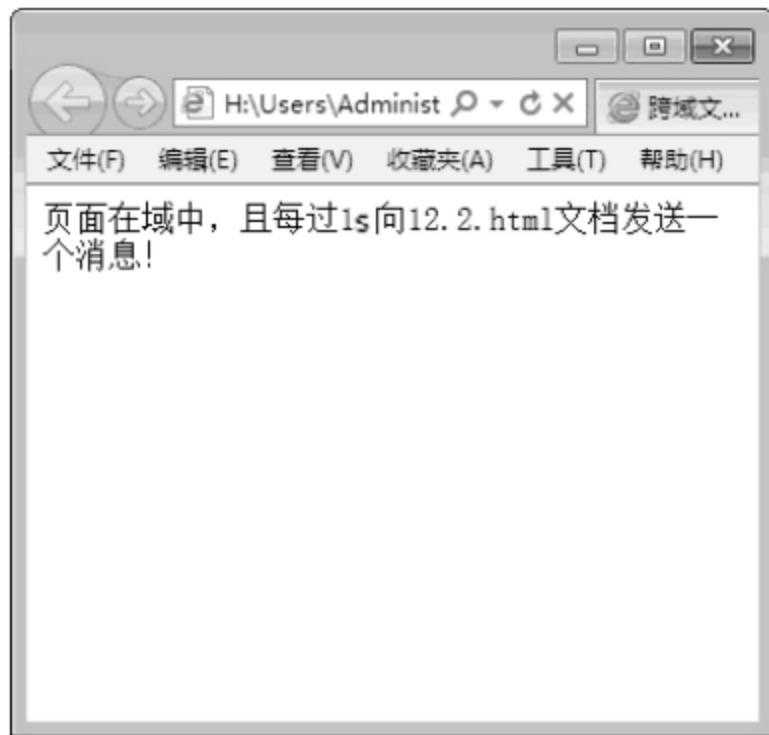 H:\Users\Administ
跨域文...
文件(F) 编辑(E) 查看(V) 收藏夹(A) 工具(T) 帮助(H)
页面在域中，且每过1s向12.2.html文档发送一
个消息！